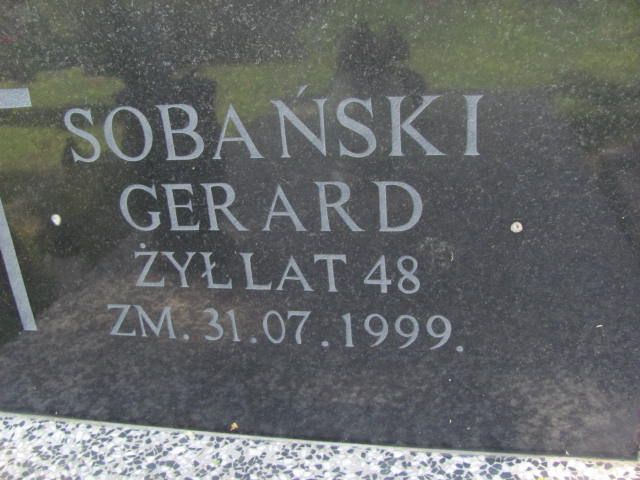 SOBAŃSKI
GERARD
ŻYŁ LAT 48
ZM. 31.07.1999.